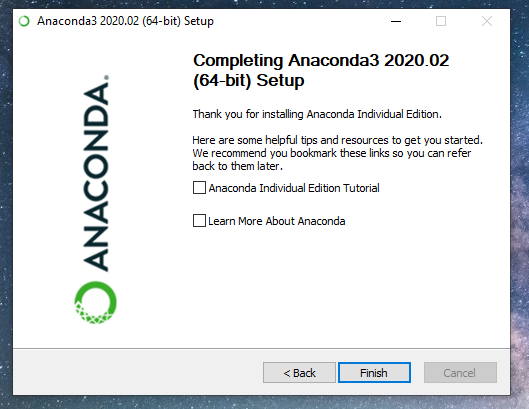 Anaconda3 2020.02 (64-bit) Setup
Completing Anaconda3 2020.02
(64-bit) Setup
Thank you for installing Anaconda Individual Edition.
Here are some helpful tips and resources to get you started.
We recommend you bookmark these links so you can refer
back to them later.
Anaconda Individual Edition Tutorial
Learn More About Anaconda
ANACONDA.
< Back
Finish
Cancel